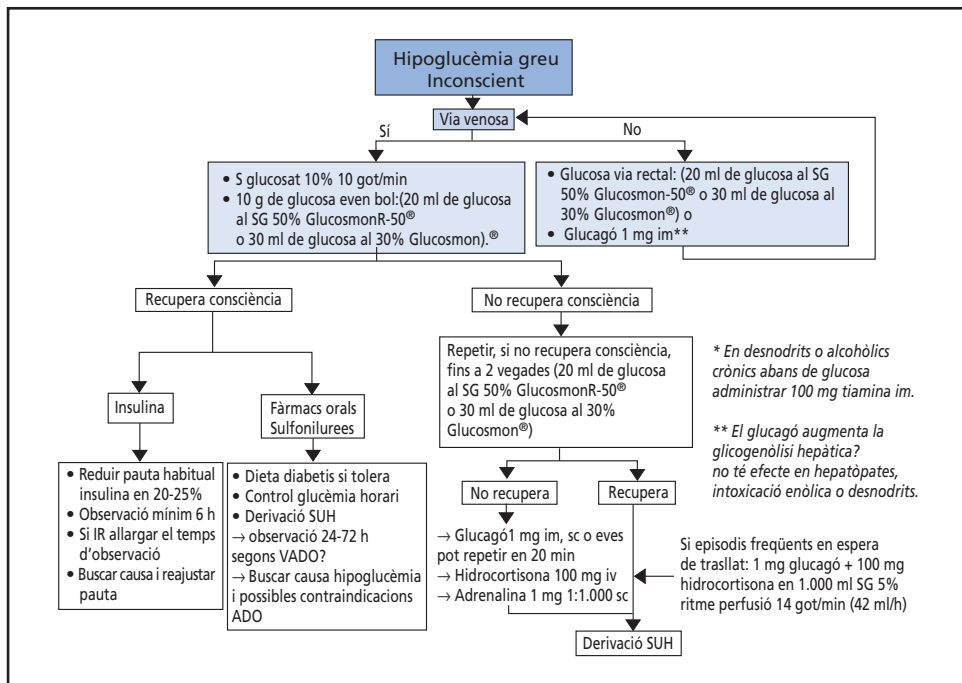 Hipoglucèmia greu
Inconscient
Via venosa
Sí
No
• S glucosat 10% 10 got/min
• 10 g de glucosa even bol:(20 ml de glucosa
al SG 50% GlucosmonR-50®
o 30 ml de glucosa al 30% Glucosmon).®
• Glucosa via rectal: (20 ml de glucosa al SG
50% Glucosmon-50® o 30 ml de glucosa al
30% Glucosmon®) o
• Glucagó 1 mg im**
Recupera consciència
No recupera consciència
Insulina
Fàrmacs orals
Sulfonilurees
• Reduir pauta habitual
insulina en 20-25%
• Observació mínim 6 h
• Si IR allargar el temps
d'observació
• Buscar causa i reajustar
pauta
• Dieta diabetis si tolera
• Control glucèmia horari
• Derivació SUH
→ observació 24-72 h
segons VADO?
→ Buscar causa hipoglucèmia
i possibles contraindicacions
ADO
Repetir, si no recupera consciència,
fins a 2 vegades (20 ml de glucosa
al SG 50% GlucosmonR-50®
o 30 ml de glucosa al 30%
Glucosmon®)
No recupera
Recupera
→ Glucagó1 mg im, sc o eves
pot repetir en 20 min
→ Hidrocortisona 100 mg iv
→ Adrenalina 1 mg 1:1.000 sc
* En desnodrits o alcohòlics
crònics abans de glucosa
administrar 100 mg tiamina im.
** El glucagó augmenta la
glicogenòlisi hepàtica?
no té efecte en hepatòpates,
intoxicació enòlica o desnodrits.
Si episodis freqüents en espera
de trasllat: 1 mg glucagó + 100 mg
hidrocortisona en 1.000 ml SG 5%
ritme perfusió 14 got/min (42 ml/h)
Derivació SUH